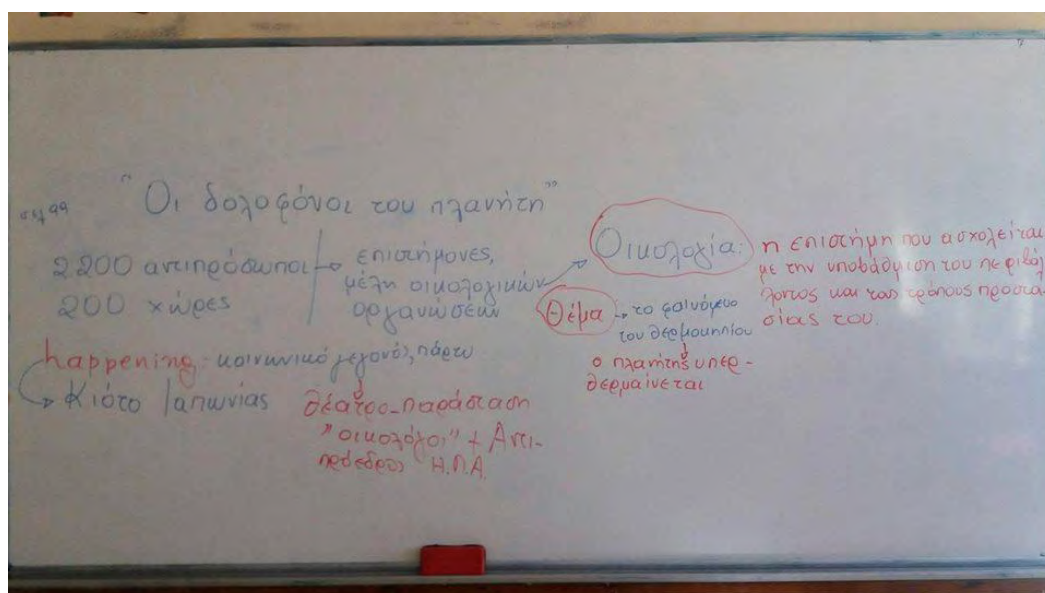 σελ 99 "Οι δολοφόνοι του πλανήτη"
2200 αντιπρόσωποι → επιστήμονες,
200 χώρες μέλη οικολογικών
οργανώσεων
happening: κοινωνικό γεγονός, πάρτυ
Κιότο Ιαπωνίας θέατρο-παράσταση
"οικολόγοι" + Αντι-
πρόεδρος Η.Π.Α.
Οικολογία: η επιστήμη που ασχολείται
με την υποβάθμιση του περιβάλ
λοντος και τους τρόπους προστα
σίας του.
Θέμα → το φαινόμενο
του θερμοκηπίου
ο πλανήτης υπερ-
θερμαίνεται